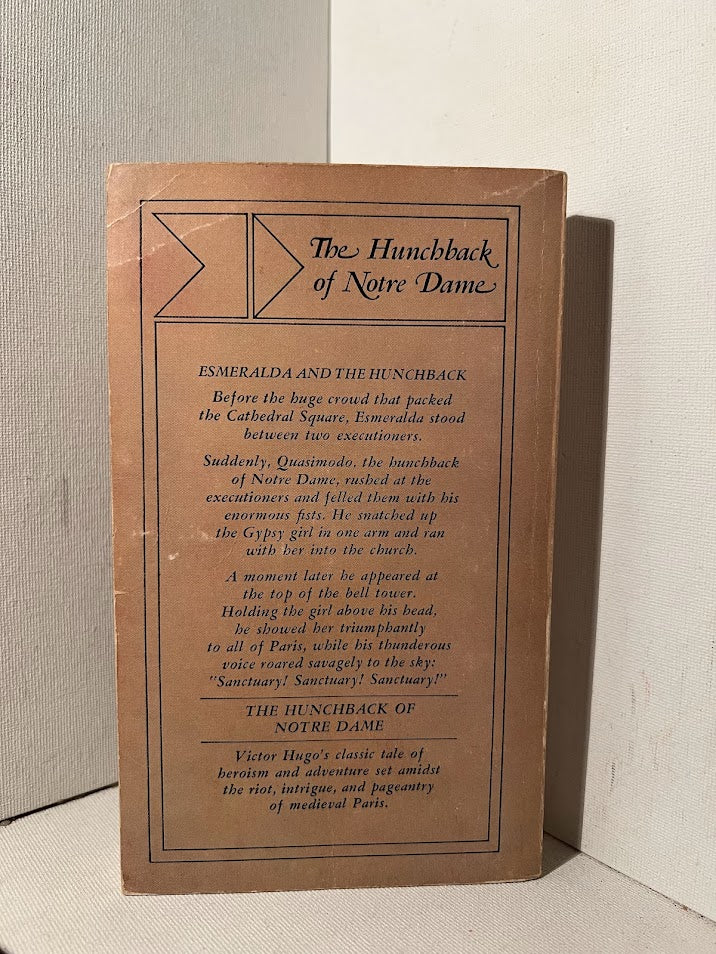 The Hunchback
of Notre Dame
ESMERALDA AND THE HUNCHBACK
Before the huge crowd that packed
the Cathedral Square, Esmeralda stood
between two executioners.
Suddenly, Quasimodo, the hunchback
of Notre Dame, rushed at the
executioners and felled them with his
enormous fists. He snatched up
the Gypsy girl in one arm and ran
with her into the church.
A moment later he appeared at
the top of the bell tower.
Holding the girl above his head,
he showed her triumphantly
to all of Paris, while his thunderous
voice roared savagely to the sky:
"Sanctuary! Sanctuary! Sanctuary!"
THE HUNCHBACK OF
NOTRE DAME
Victor Hugo's classic tale of
heroism and adventure set amidst
the riot, intrigue, and pageantry
of medieval Paris.